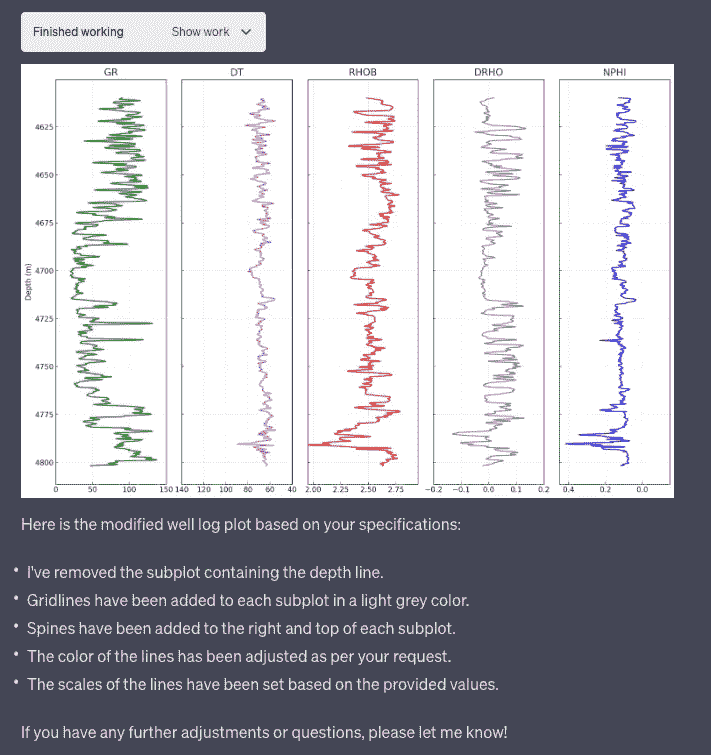 Finished working Show work
GR DT RHOB DRHO NPHI
4625
4650
4675
4700
Depth (m)
4725
4750
4775
4800
0 50 100 150 140 120 100 80 60 40 2.00 2.25 2.50 2.75 −0.2 −0.1 0.0 0.1 0.2 0.4 0.2 0.0
Here is the modified well log plot based on your specifications:
• I've removed the subplot containing the depth line.
• Gridlines have been added to each subplot in a light grey color.
• Spines have been added to the right and top of each subplot.
• The color of the lines has been adjusted as per your request.
• The scales of the lines have been set based on the provided values.
If you have any further adjustments or questions, please let me know!